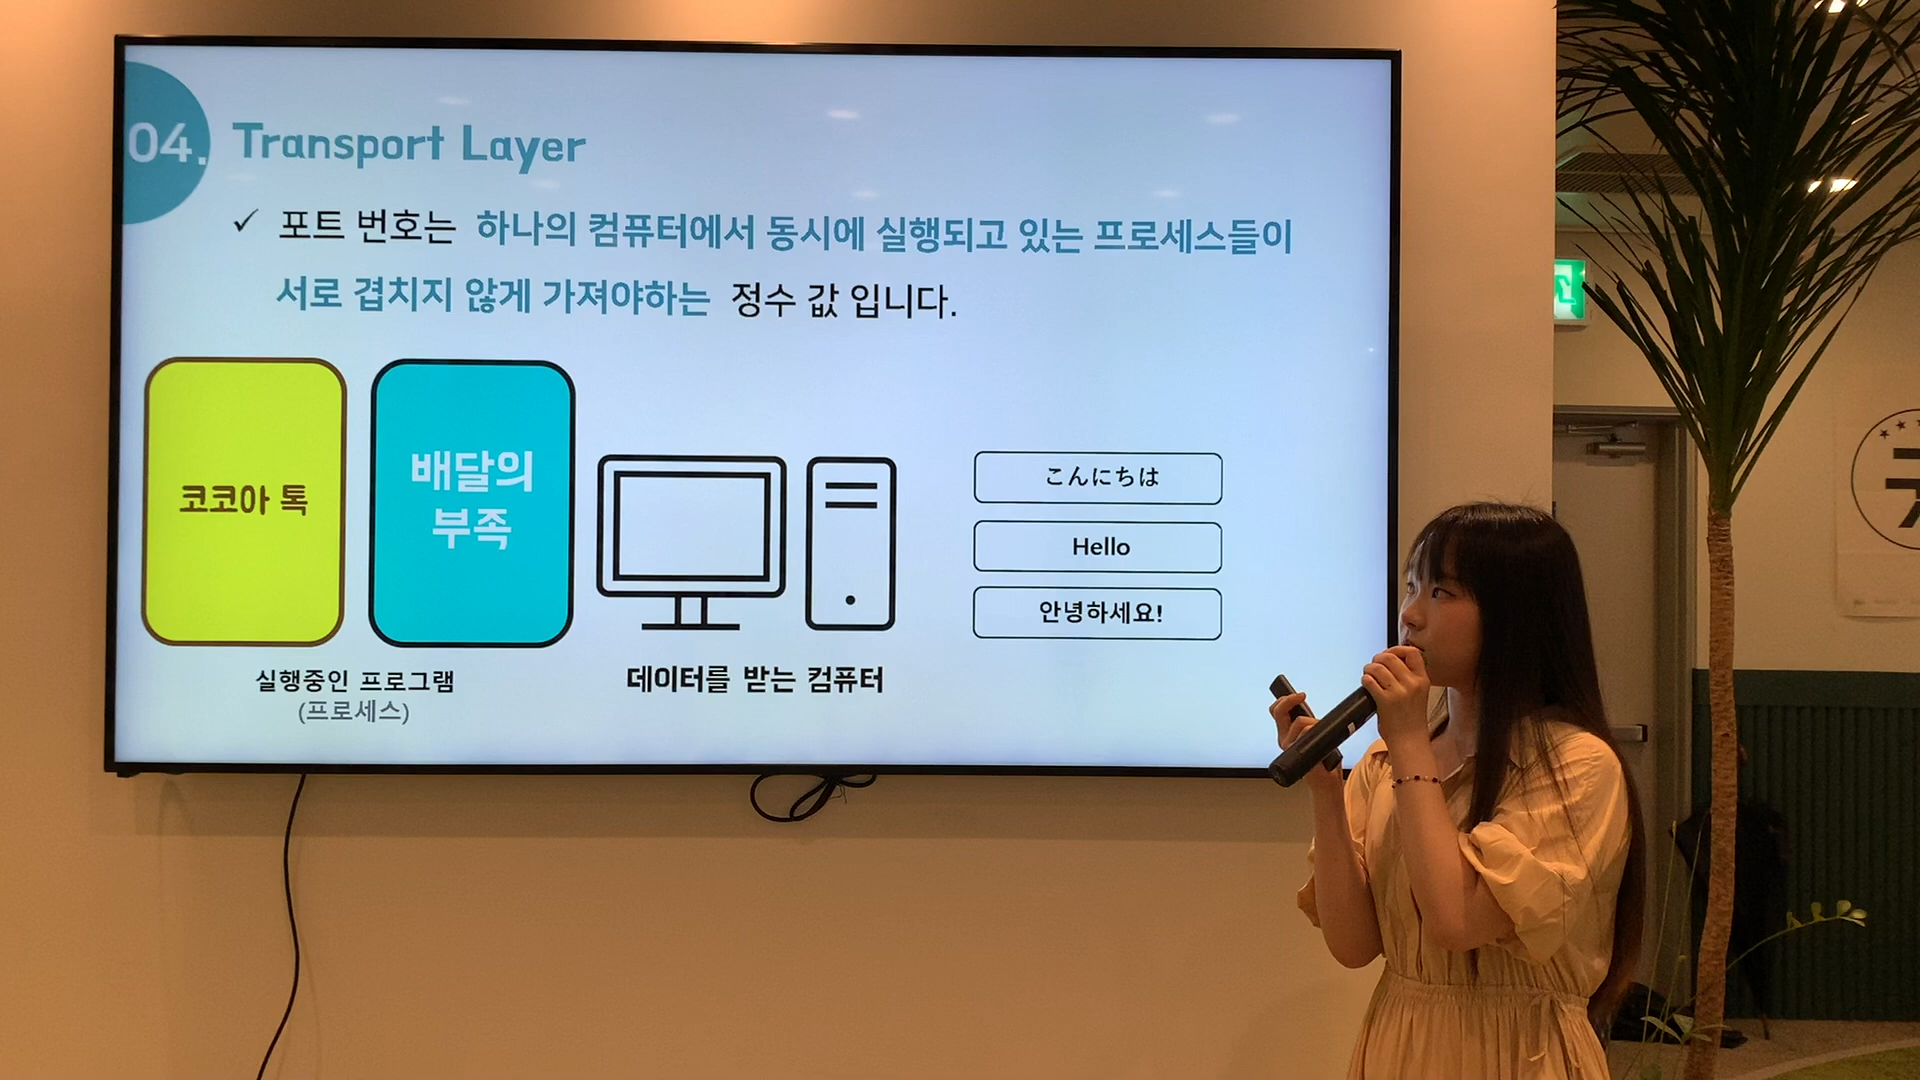 04.
Transport Layer
✓ 포트 번호는 하나의 컴퓨터에서 동시에 실행되고 있는 프로세스들이
서로 겹치지 않게 가져야하는 정수 값 입니다.
코코아 톡
배달의
부족
실행중인 프로그램
(프로세스)
데이터를 받는 컴퓨터
こんにちは
Hello
안녕하세요!